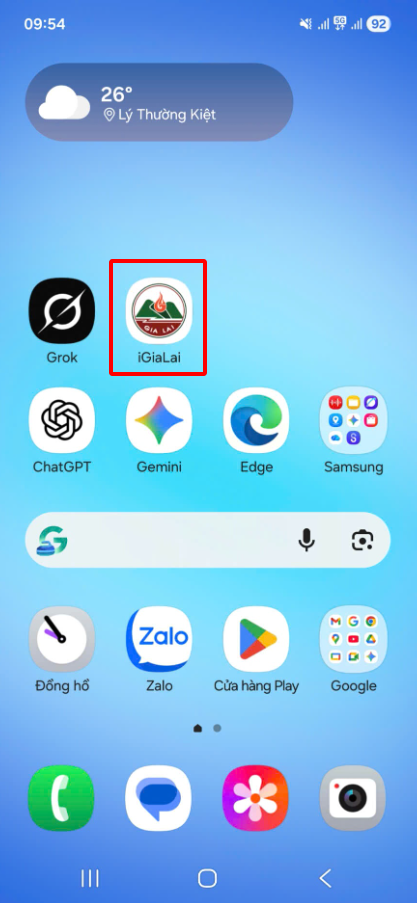 09:54
5G
92
26°
Lý Thường Kiệt
GIA LAI
Grok
iGiaLai
ChatGPT
Gemini
Edge
Samsung
Zalo
Đồng hồ
Zalo
Cửa hàng Play
Google